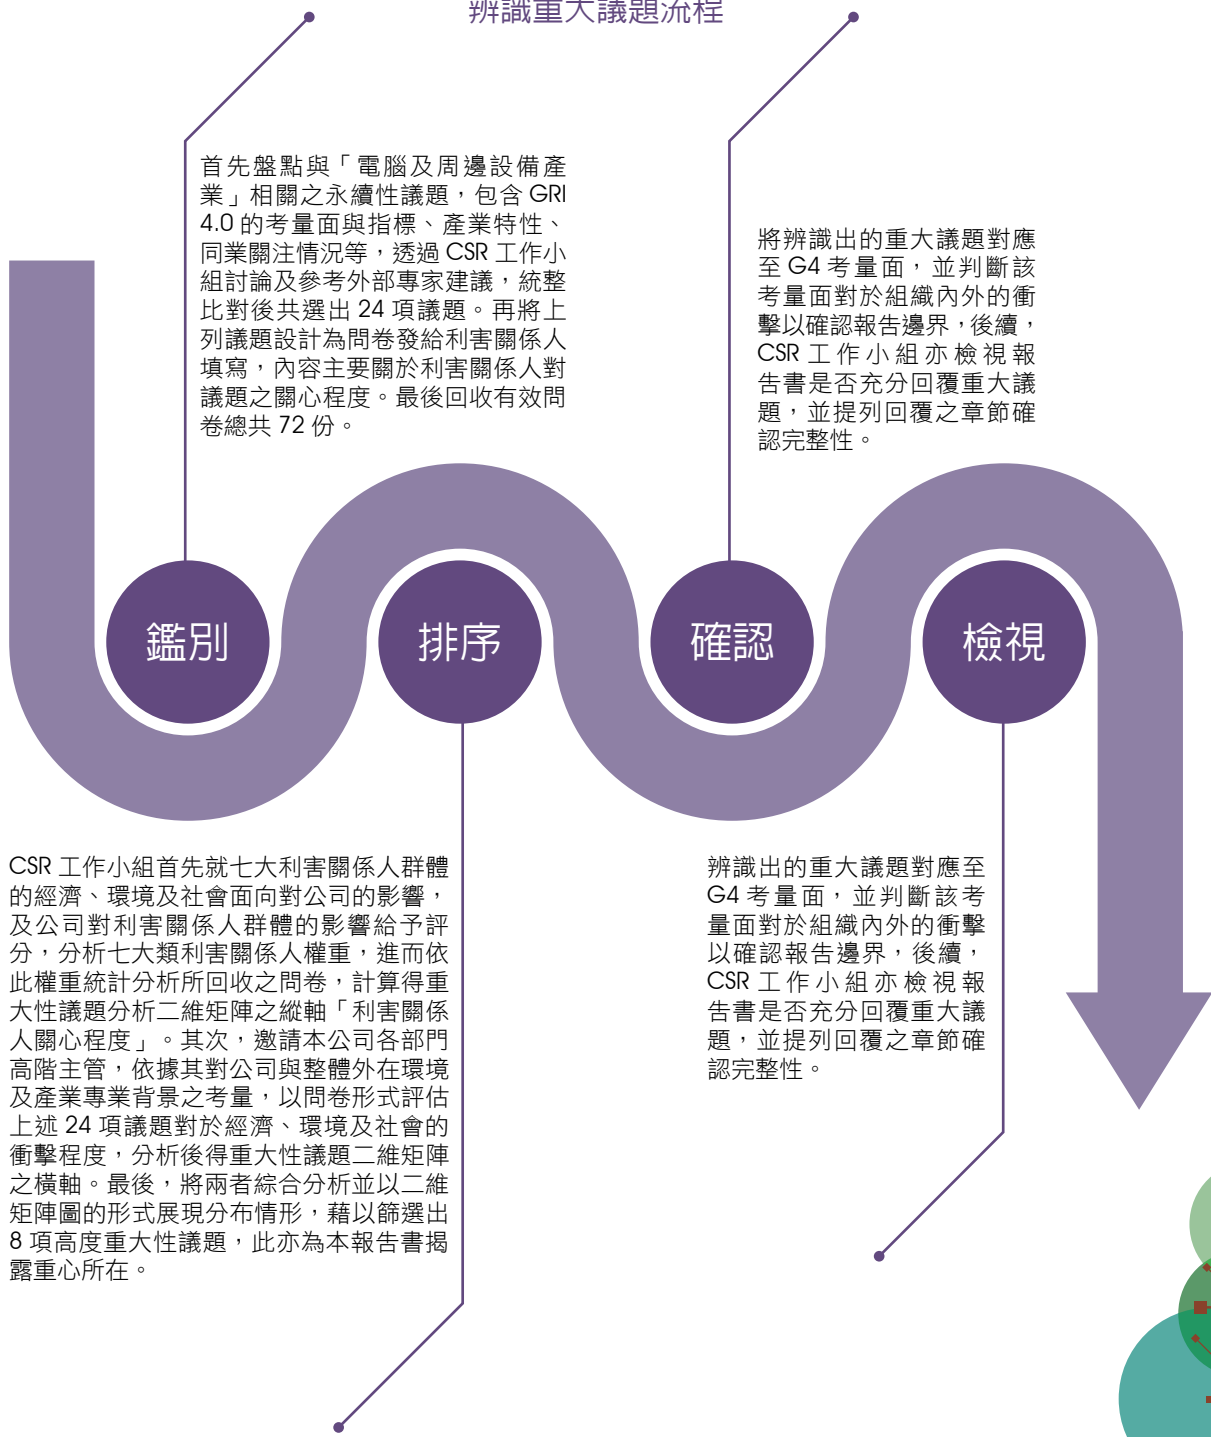 辨識重大議題流程
首先盤點與「電腦及周邊設備產
業」相關之永續性議題，包含 GRI
4.0 的考量面與指標、產業特性、
同業關注情況等，透過 CSR 工作小
組討論及參考外部專家建議，統整
比對後共選出 24 項議題。再將上
列議題設計為問卷發給利害關係人
填寫，內容主要關於利害關係人對
議題之關心程度。最後回收有效問
卷總共 72 份。
將辨識出的重大議題對應
至 G4 考量面，並判斷該
考量面對於組織內外的衝
擊以確認報告邊界，後續，
CSR 工作小組亦檢視報
告書是否充分回覆重大議
題，並提列回覆之章節確
認完整性。
鑑別
排序
確認
檢視
CSR 工作小組首先就七大利害關係人群體
的經濟、環境及社會面向對公司的影響，
及公司對利害關係人群體的影響給予評
分，分析七大類利害關係人權重，進而依
此權重統計分析所回收之問卷，計算得重
大性議題分析二維矩陣之縱軸「利害關係
人關心程度」。其次，邀請本公司各部門
高階主管，依據其對公司與整體外在環境
及產業專業背景之考量，以問卷形式評估
上述 24 項議題對於經濟、環境及社會的
衝擊程度，分析後得重大性議題二維矩陣
之橫軸。最後，將兩者綜合分析並以二維
矩陣圖的形式展現分布情形，藉以篩選出
8 項高度重大性議題，此亦為本報告書揭
露重心所在。
辨識出的重大議題對應至
G4 考量面，並判斷該考
量面對於組織內外的衝擊
以確認報告邊界，後續，
CSR 工作小組亦檢視報
告書是否充分回覆重大議
題，並提列回覆之章節確
認完整性。